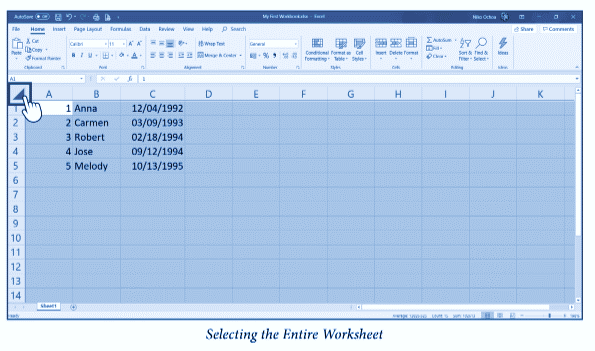 AutoSave Off My First Workbook.xlsx - Excel Niko Ochoa
File Home Insert Page Layout Formulas Data Review View Help Search Share Comments
Calibri 11 Wrap Text General AutoSum
Paste Copy Merge & Center Conditional Format as Cell Insert Delete Format Fill Sort & Find & Ideas
Format Painter Formatting Table Styles Clear Filter Select
Clipboard Font Alignment Number Styles Cells Editing Ideas
A1 fx 1
A B C D E F G H I J K
1 1 Anna 12/04/1992
2 2 Carmen 03/09/1993
3 3 Robert 02/18/1994
4 4 Jose 09/12/1994
5 5 Melody 10/13/1995
6
7
8
9
10
11
12
13
14
Sheet1
Ready
Selecting the Entire Worksheet